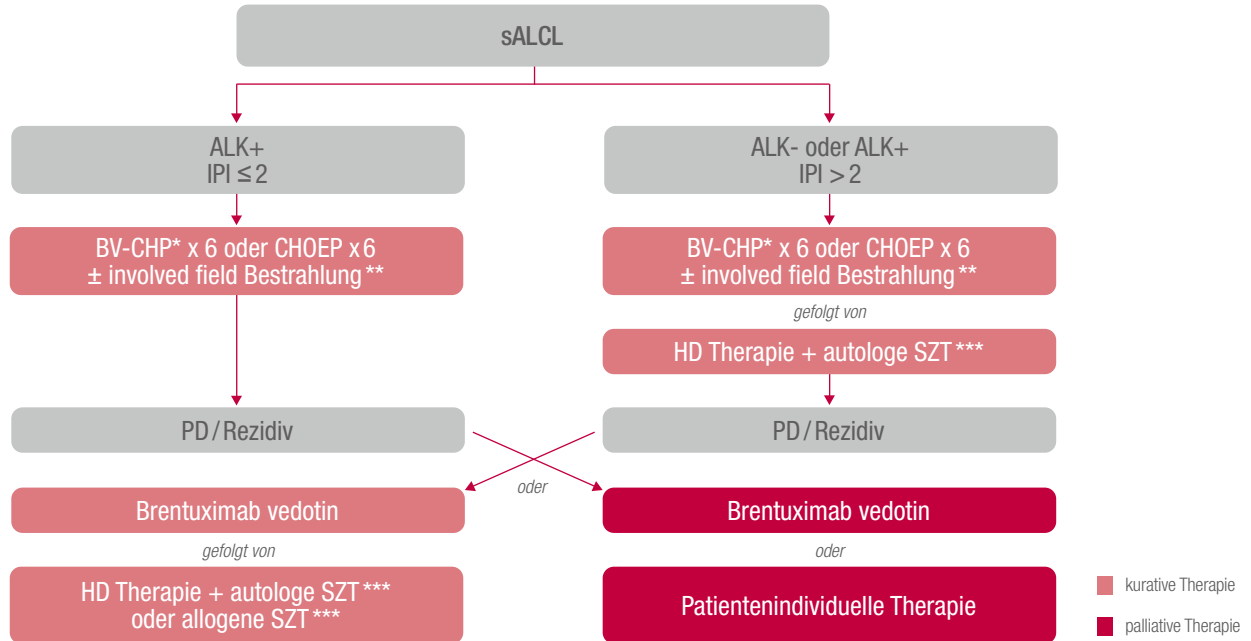 sALCL
ALK+
IPI ≤ 2
ALK- oder ALK+
IPI > 2
BV-CHP* x 6 oder CHOEP x 6
± involved field Bestrahlung**
BV-CHP* x 6 oder CHOEP x 6
± involved field Bestrahlung**
gefolgt von
HD Therapie + autologe SZT***
PD/Rezidiv
PD/Rezidiv
oder
Brentuximab vedotin
Brentuximab vedotin
gefolgt von
oder
HD Therapie + autologe SZT***
oder allogene SZT***
Patientenindividuelle Therapie
kurative Therapie
palliative Therapie